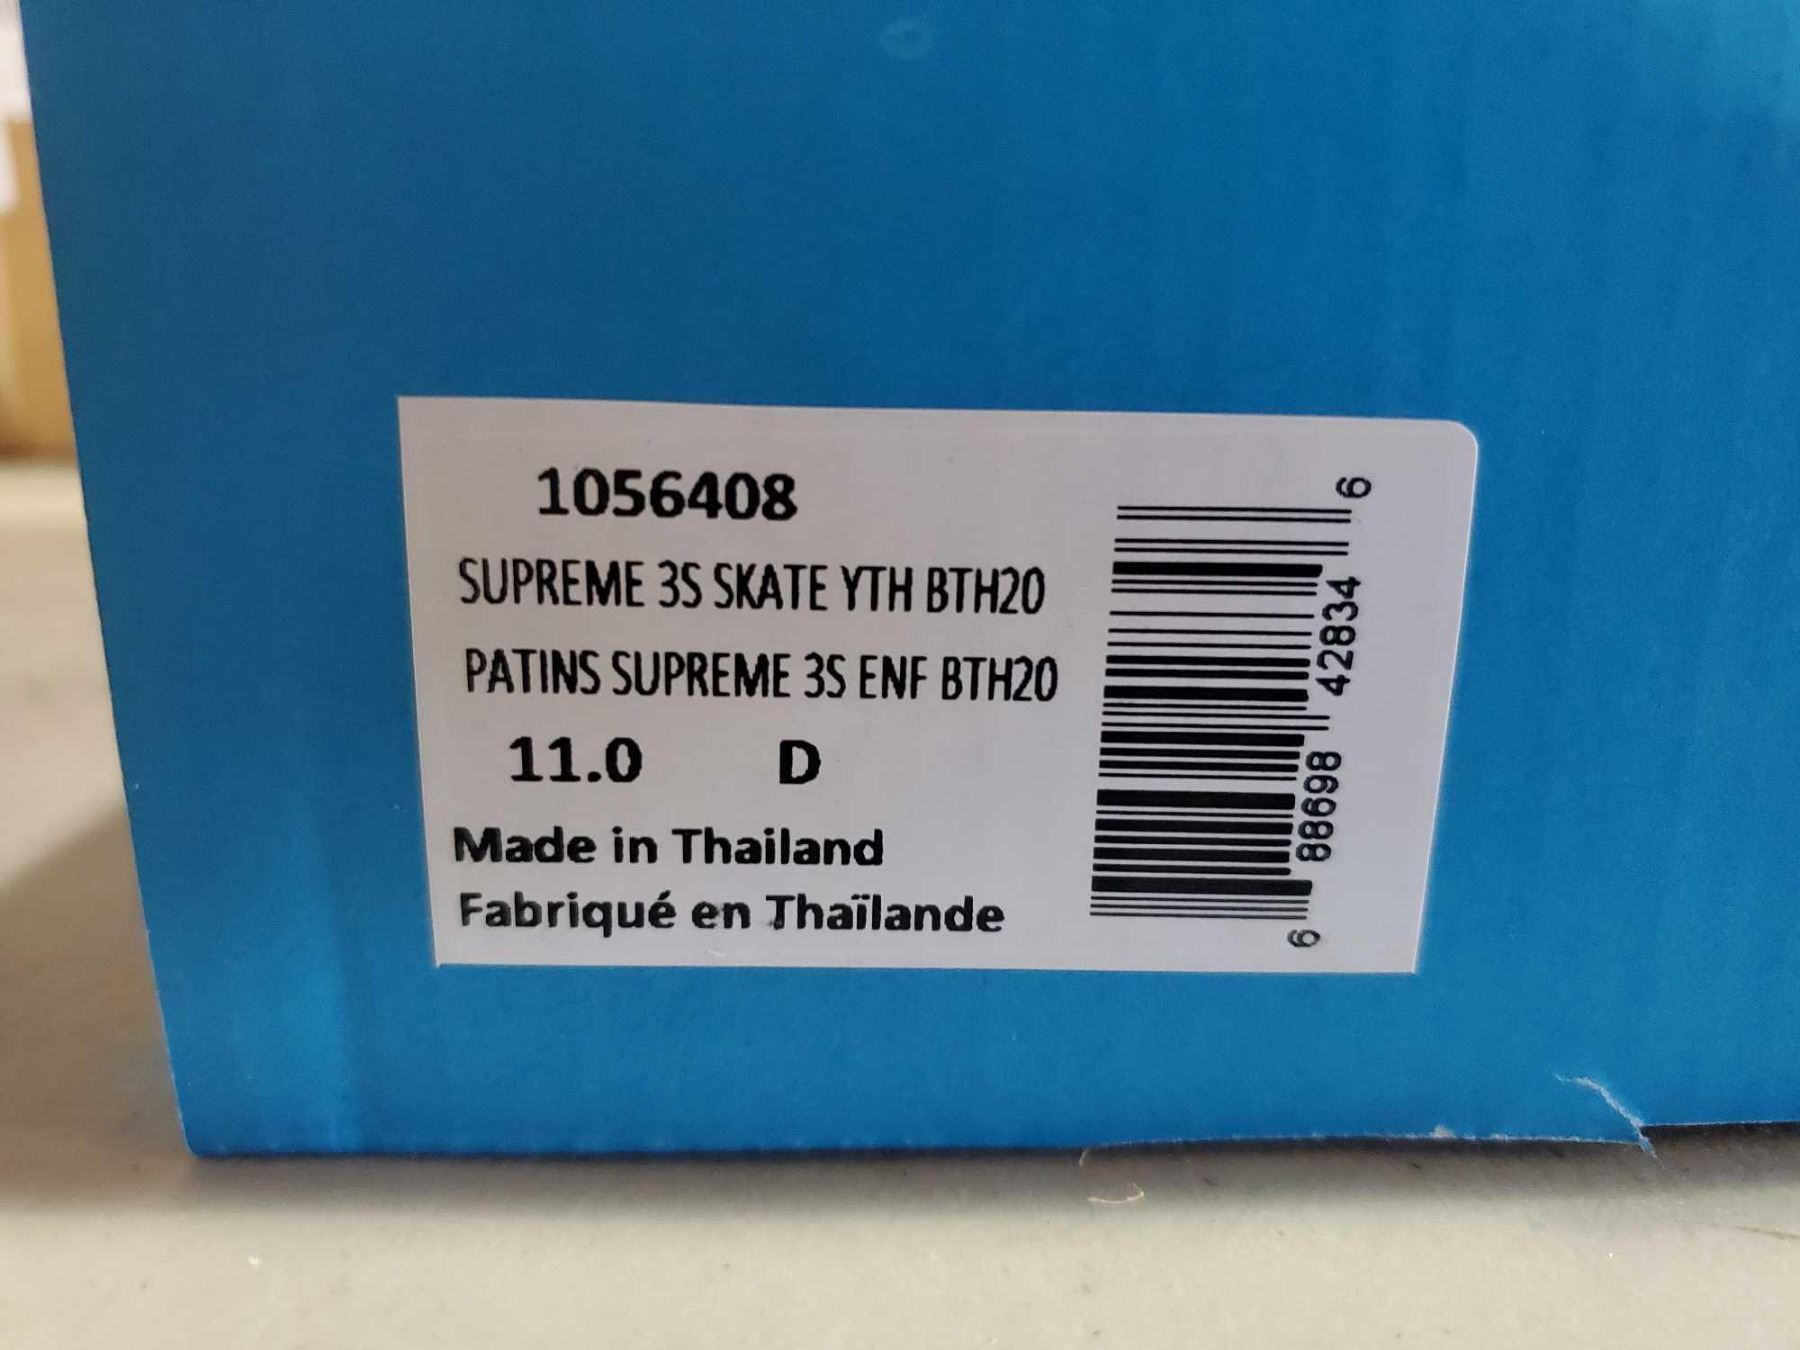 1056408
SUPREME 3S SKATE YTH BTH20
PATINS SUPREME 3S ENF BTH20
11.0 D
Made in Thailand
Fabriqué en Thaïlande
6 88698 42834 6